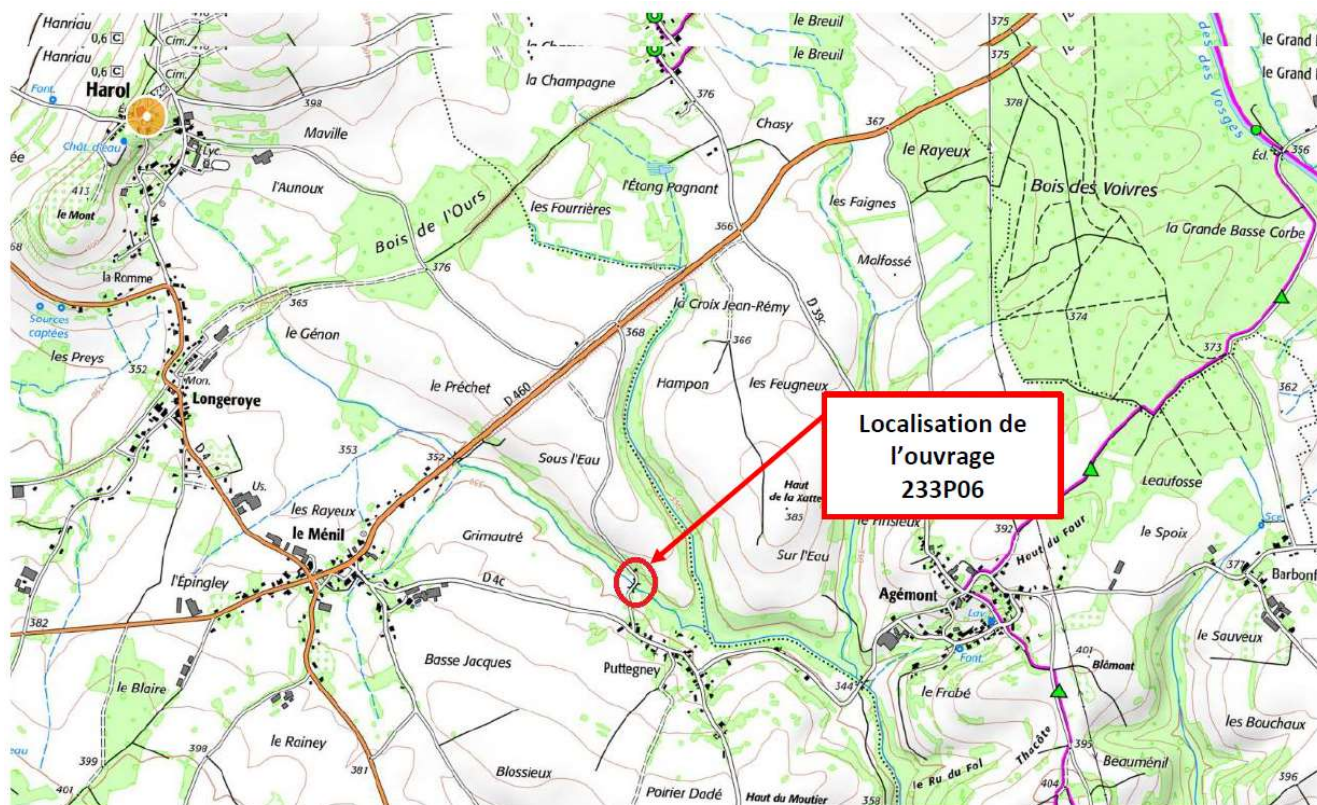 Hanriau
0,6 C
Cim.
le Breuil
375
le Grand
Hanriau
0,6 C
Cim.
le Breuil
375
le Grand
des Vosges
la Champagne
Harol
Font.
398
376
378
Chât. d'eau
Maville
Chasy
367
le Rayeux
Écl.
356
Lyc.
413
le Mont
l'Aunoux
les Fourrières
l'Étang Pagnant
les Faignes
Bois des Voivres
la Grande Basse Corbe
Bois de l'Ours
366
Malfossé
la Romme
376
365
Sources
captées
la Croix Jean-Rémy
D 39c
374
le Génon
368
366
373
les Preys
352
Mon.
Longeroye
le Préchet
D 460
Hampon
les Feugneux
362
Localisation de
l'ouvrage
233P06
353
352
Sous l'Eau
Us.
les Rayeux
Haut
de la Xatte
385
392
Leaufosse
le Ménil
Grimautré
Sur l'Eau
Haut du Four
le Spoix
Sce
l'Épingley
D 4c
Agémont
377
382
Lav.
le Sauveux
Basse Jacques
Puttegney
Font.
401
Blémont
le Blaire
344
le Frabé
les Bouchaux
le Rainey
398
399
381
Blossieux
Thacôte
395
Beauménil
401
Poirier Dadé
Haut du Moutier
358
le Ru du Fol
404
396